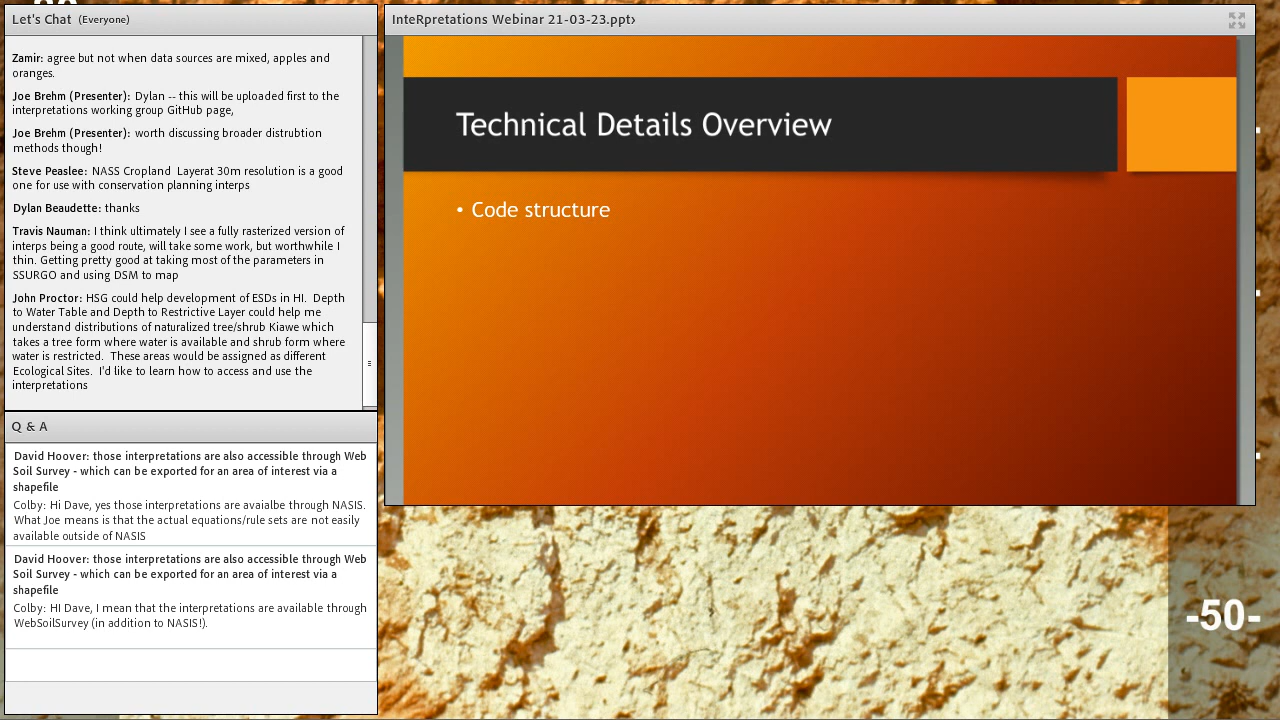 Let's Chat (Everyone)
Zamir: agree but not when data sources are mixed, apples and
oranges.
Joe Brehm (Presenter): Dylan -- this will be uploaded first to the
interpretations working group GitHub page,
Joe Brehm (Presenter): worth discussing broader distrubtion
methods though!
Steve Peaslee: NASS Cropland Layerat 30m resolution is a good
one for use with conservation planning interps
Dylan Beaudette: thanks
Travis Nauman: I think ultimately I see a fully rasterized version of
interps being a good route, will take some work, but worthwhile I
thin. Getting pretty good at taking most of the parameters in
SSURGO and using DSM to map
John Proctor: HSG could help development of ESDs in HI. Depth
to Water Table and Depth to Restrictive Layer could help me
understand distributions of naturalized tree/shrub Kiawe which
takes a tree form where water is available and shrub form where
water is restricted. These areas would be assigned as different
Ecological Sites. I'd like to learn how to access and use the
interpretations
Q & A
David Hoover: those interpretations are also accessible through Web
Soil Survey - which can be exported for an area of interest via a
shapefile
Colby: Hi Dave, yes those interpretations are avaialbe through NASIS.
What Joe means is that the actual equations/rule sets are not easily
available outside of NASIS
David Hoover: those interpretations are also accessible through Web
Soil Survey - which can be exported for an area of interest via a
shapefile
Colby: HI Dave, I mean that the interpretations are available through
WebSoilSurvey (in addition to NASIS!).
InteRpretations Webinar 21-03-23.ppt›
Technical Details Overview
• Code structure
-50-